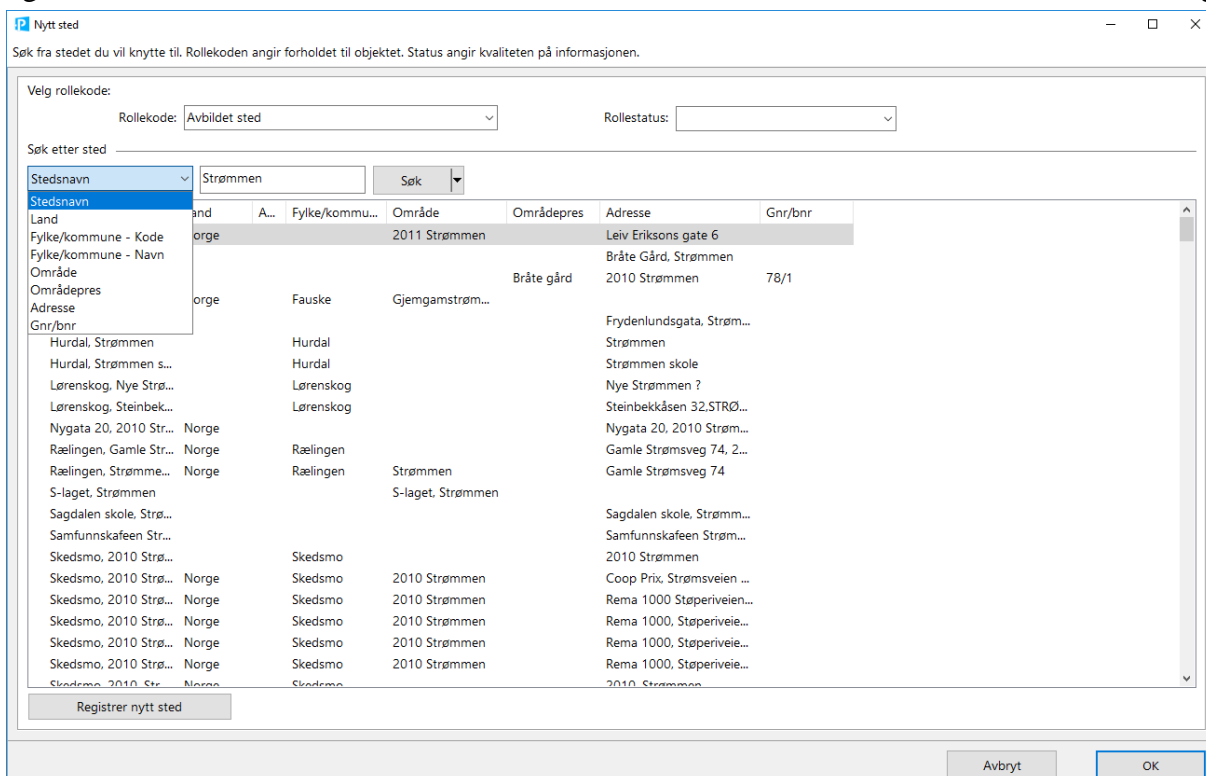 Nytt sted
Søk fra stedet du vil knytte til. Rollekoden angir forholdet til objektet. Status angir kvaliteten på informasjonen.
Velg rollekode:
Rollekode: Avbildet sted Rollestatus:
Søk etter sted
Stedsnavn Strømmen Søk
Stedsnavn
Land
Fylke/kommune - Kode
Fylke/kommune - Navn
Område
Områdepres
Adresse
Gnr/bnr
and A... Fylke/kommu... Område Områdepres Adresse Gnr/bnr
orge 2011 Strømmen Leiv Eriksons gate 6
Bråte Gård, Strømmen
Bråte gård 2010 Strømmen 78/1
orge Fauske Gjemgamstrøm...
Frydenlundsgata, Strøm...
Hurdal, Strømmen Hurdal Strømmen
Hurdal, Strømmen s... Hurdal Strømmen skole
Lørenskog, Nye Strø... Lørenskog Nye Strømmen ?
Lørenskog, Steinbek... Lørenskog Steinbekkåsen 32,STRØ...
Nygata 20, 2010 Str... Norge Nygata 20, 2010 Strøm...
Rælingen, Gamle Str... Norge Rælingen Gamle Strømsveg 74, 2...
Rælingen, Strømme... Norge Rælingen Strømmen Gamle Strømsveg 74
S-laget, Strømmen S-laget, Strømmen
Sagdalen skole, Strø... Sagdalen skole, Strømm...
Samfunnskafeen Str... Samfunnskafeen Strøm...
Skedsmo, 2010 Strø... Skedsmo 2010 Strømmen
Skedsmo, 2010 Strø... Norge Skedsmo 2010 Strømmen Coop Prix, Strømsveien ...
Skedsmo, 2010 Strø... Norge Skedsmo 2010 Strømmen Rema 1000 Støperiveien...
Skedsmo, 2010 Strø... Norge Skedsmo 2010 Strømmen Rema 1000, Støperiveie...
Skedsmo, 2010 Strø... Norge Skedsmo 2010 Strømmen Rema 1000, Støperiveie...
Skedsmo, 2010 Strø... Norge Skedsmo 2010 Strømmen Rema 1000, Støperiveie...
Skedsmo, 2010 Str... Norge Skedsmo 2010 Strømmen
Registrer nytt sted
Avbryt OK